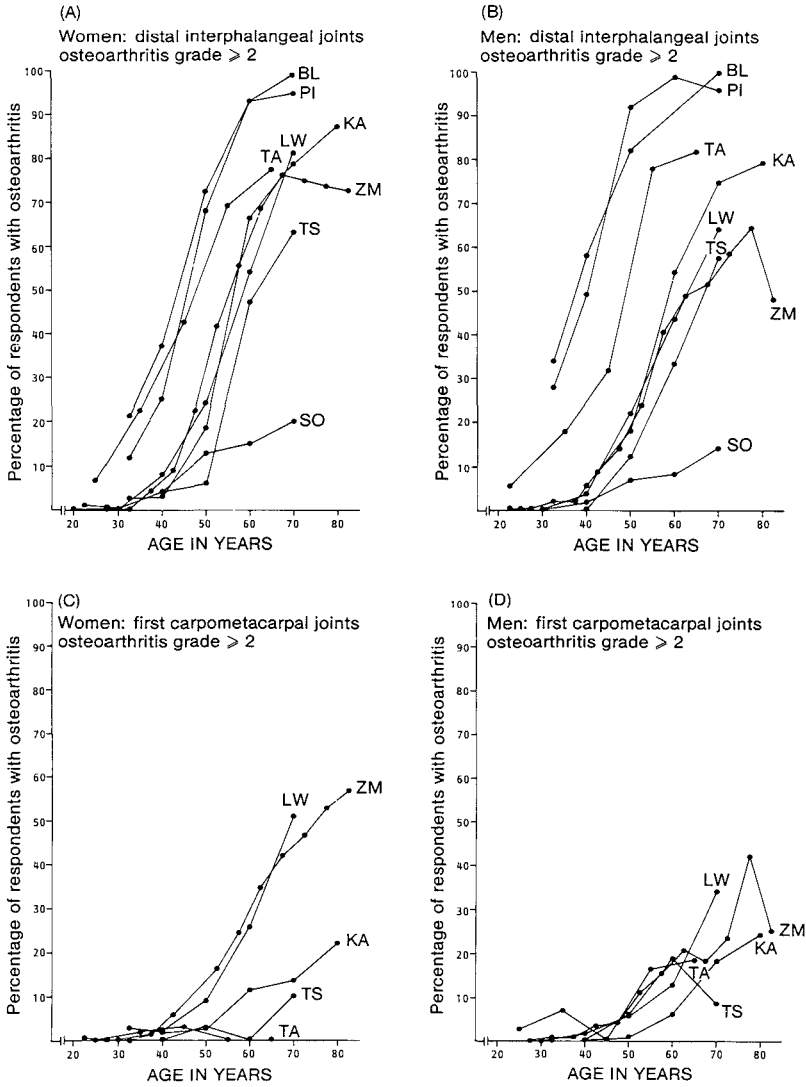 (A)
Women: distal interphalangeal joints
osteoarthritis grade ⩾ 2
Percentage of respondents with osteoarthritis
100
90
80
70
60
50
40
30
20
10
BL
PI
KA
LW
TA
ZM
TS
SO
20 30 40 50 60 70 80
AGE IN YEARS
(B)
Men: distal interphalangeal joints
osteoarthritis grade ⩾ 2
Percentage of respondents with osteoarthritis
100
90
80
70
60
50
40
30
20
10
BL
PI
TA
KA
LW
TS
ZM
SO
20 30 40 50 60 70 80
AGE IN YEARS
(C)
Women: first carpometacarpal joints
osteoarthritis grade ⩾ 2
Percentage of respondents with osteoarthritis
100
90
80
70
60
50
40
30
20
10
LW
ZM
KA
TS
TA
20 30 40 50 60 70 80
AGE IN YEARS
(D)
Men: first carpometacarpal joints
osteoarthritis grade ⩾ 2
Percentage of respondents with osteoarthritis
100
90
80
70
60
50
40
30
20
10
LW
ZM
KA
TA
TS
20 30 40 50 60 70 80
AGE IN YEARS